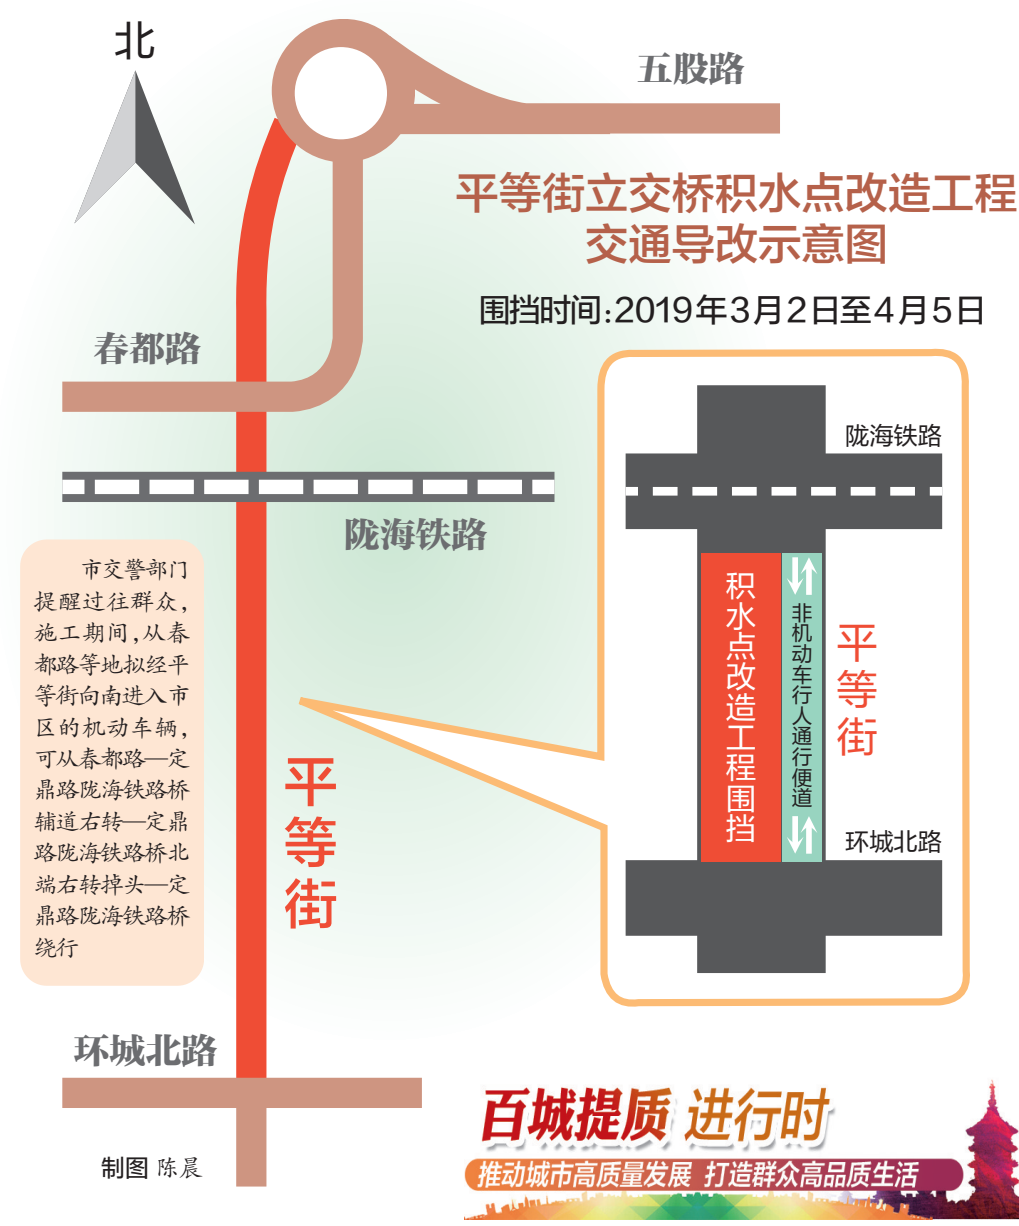 北
五股路
平等街立交桥积水点改造工程
交通导改示意图
围挡时间:2019年3月2日至4月5日
春都路
陇海铁路
市交警部门
提醒过往群众,
施工期间,从春
都路等地拟经平
等街向南进入市
区的机动车辆,
可从春都路—定
鼎路陇海铁路桥
辅道右转—定鼎
路陇海铁路桥北
端右转掉头—定
鼎路陇海铁路桥
绕行
平等街
陇海铁路
积水点改造工程围挡
非机动车行人通行便道
平等街
环城北路
环城北路
制图 陈晨
百城提质 进行时
推动城市高质量发展 打造群众高品质生活